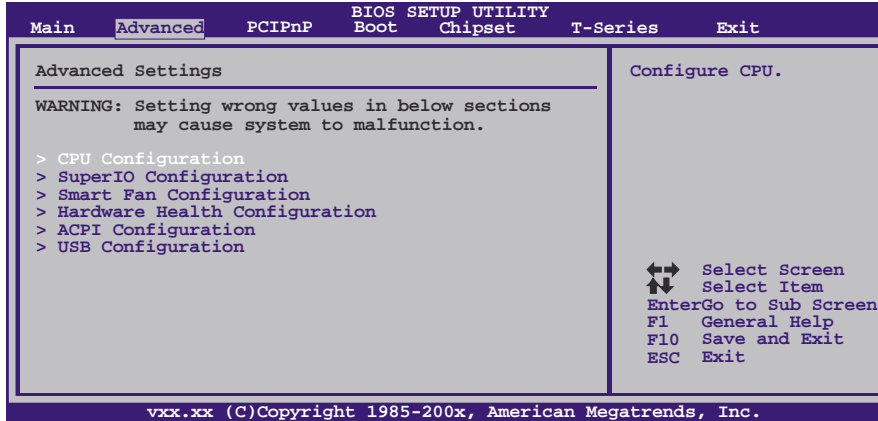 BIOS SETUP UTILITY
Main Advanced PCIPnP Boot Chipset T-Series Exit
Advanced Settings
WARNING: Setting wrong values in below sections
may cause system to malfunction.
> CPU Configuration
> SuperIO Configuration
> Smart Fan Configuration
> Hardware Health Configuration
> ACPI Configuration
> USB Configuration
Configure CPU.
Select Screen
Select Item
EnterGo to Sub Screen
F1 General Help
F10 Save and Exit
ESC Exit
vxx.xx (C)Copyright 1985-200x, American Megatrends, Inc.